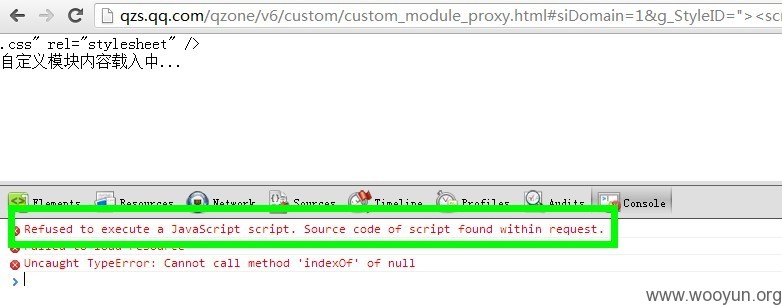 qzs.qq.com/qzone/v6/custom/custom_module_proxy.html#siDomain=1&g_StyleID="><scr
.css" rel="stylesheet" />
自定义模块内容载入中...
Elements Resources Network Sources Timeline Profiles Audits Console
Refused to execute a JavaScript script. Source code of script found within request.
Failed to load resource
Uncaught TypeError: Cannot call method 'indexOf' of null
>
www.wooyun.org